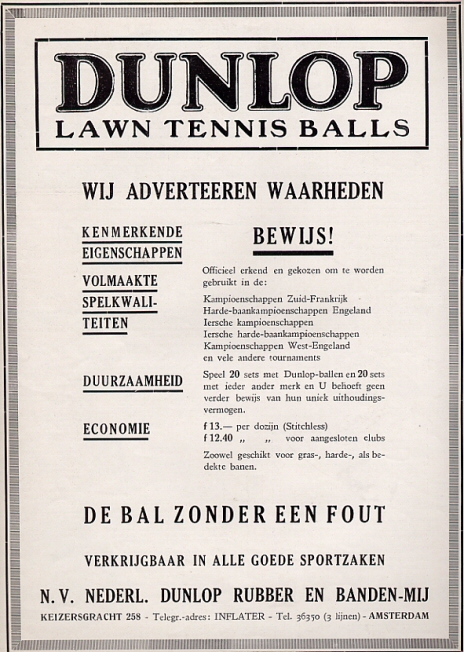 DUNLOP
LAWN TENNIS BALLS
WIJ ADVERTEEREN WAARHEDEN
KENMERKENDE
EIGENSCHAPPEN
BEWIJS!
VOLMAAKTE
SPELKWALI-
TEITEN
Officieel erkend en gekozen om te worden
gebruikt in de:
Kampioenschappen Zuid-Frankrijk
Harde-baankampioenschappen Engeland
Iersche kampioenschappen
Iersche harde-baankampioenschappen
Kampioenschappen West-Engeland
en vele andere tournaments
DUURZAAMHEID
Speel 20 sets met Dunlop-ballen en 20 sets
met ieder ander merk en U behoeft geen
verder bewijs van hun uniek uithoudings-
vermogen.
ECONOMIE
f 13.— per dozijn (Stitchless)
f 12.40 „ „ voor aangesloten clubs
Zoowel geschikt voor gras-, harde-, als be-
dekte banen.
DE BAL ZONDER EEN FOUT
VERKRIJGBAAR IN ALLE GOEDE SPORTZAKEN
N.V. NEDERL. DUNLOP RUBBER EN BANDEN-MIJ
KEIZERSGRACHT 258 - Telegr.-adres: INFLATER - Tel. 36350 (3 lijnen) - AMSTERDAM